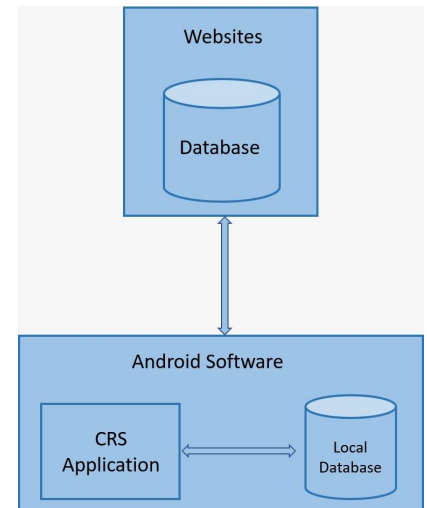 Websites
Database
Android Software
CRS
Application
Local
Database